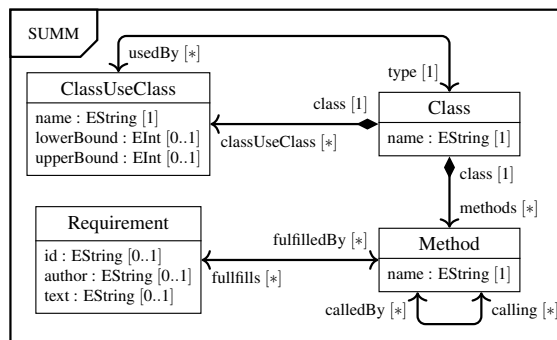 SUMM
usedBy [*]
type [1]
ClassUseClass
name : EString [1]
lowerBound : EInt [0..1]
upperBound : EInt [0..1]
class [1]
classUseClass [*]
Class
name : EString [1]
class [1]
methods [*]
Requirement
id : EString [0..1]
author : EString [0..1]
text : EString [0..1]
fulfilledBy [*]
fullfills [*]
Method
name : EString [1]
calledBy [*]
calling [*]